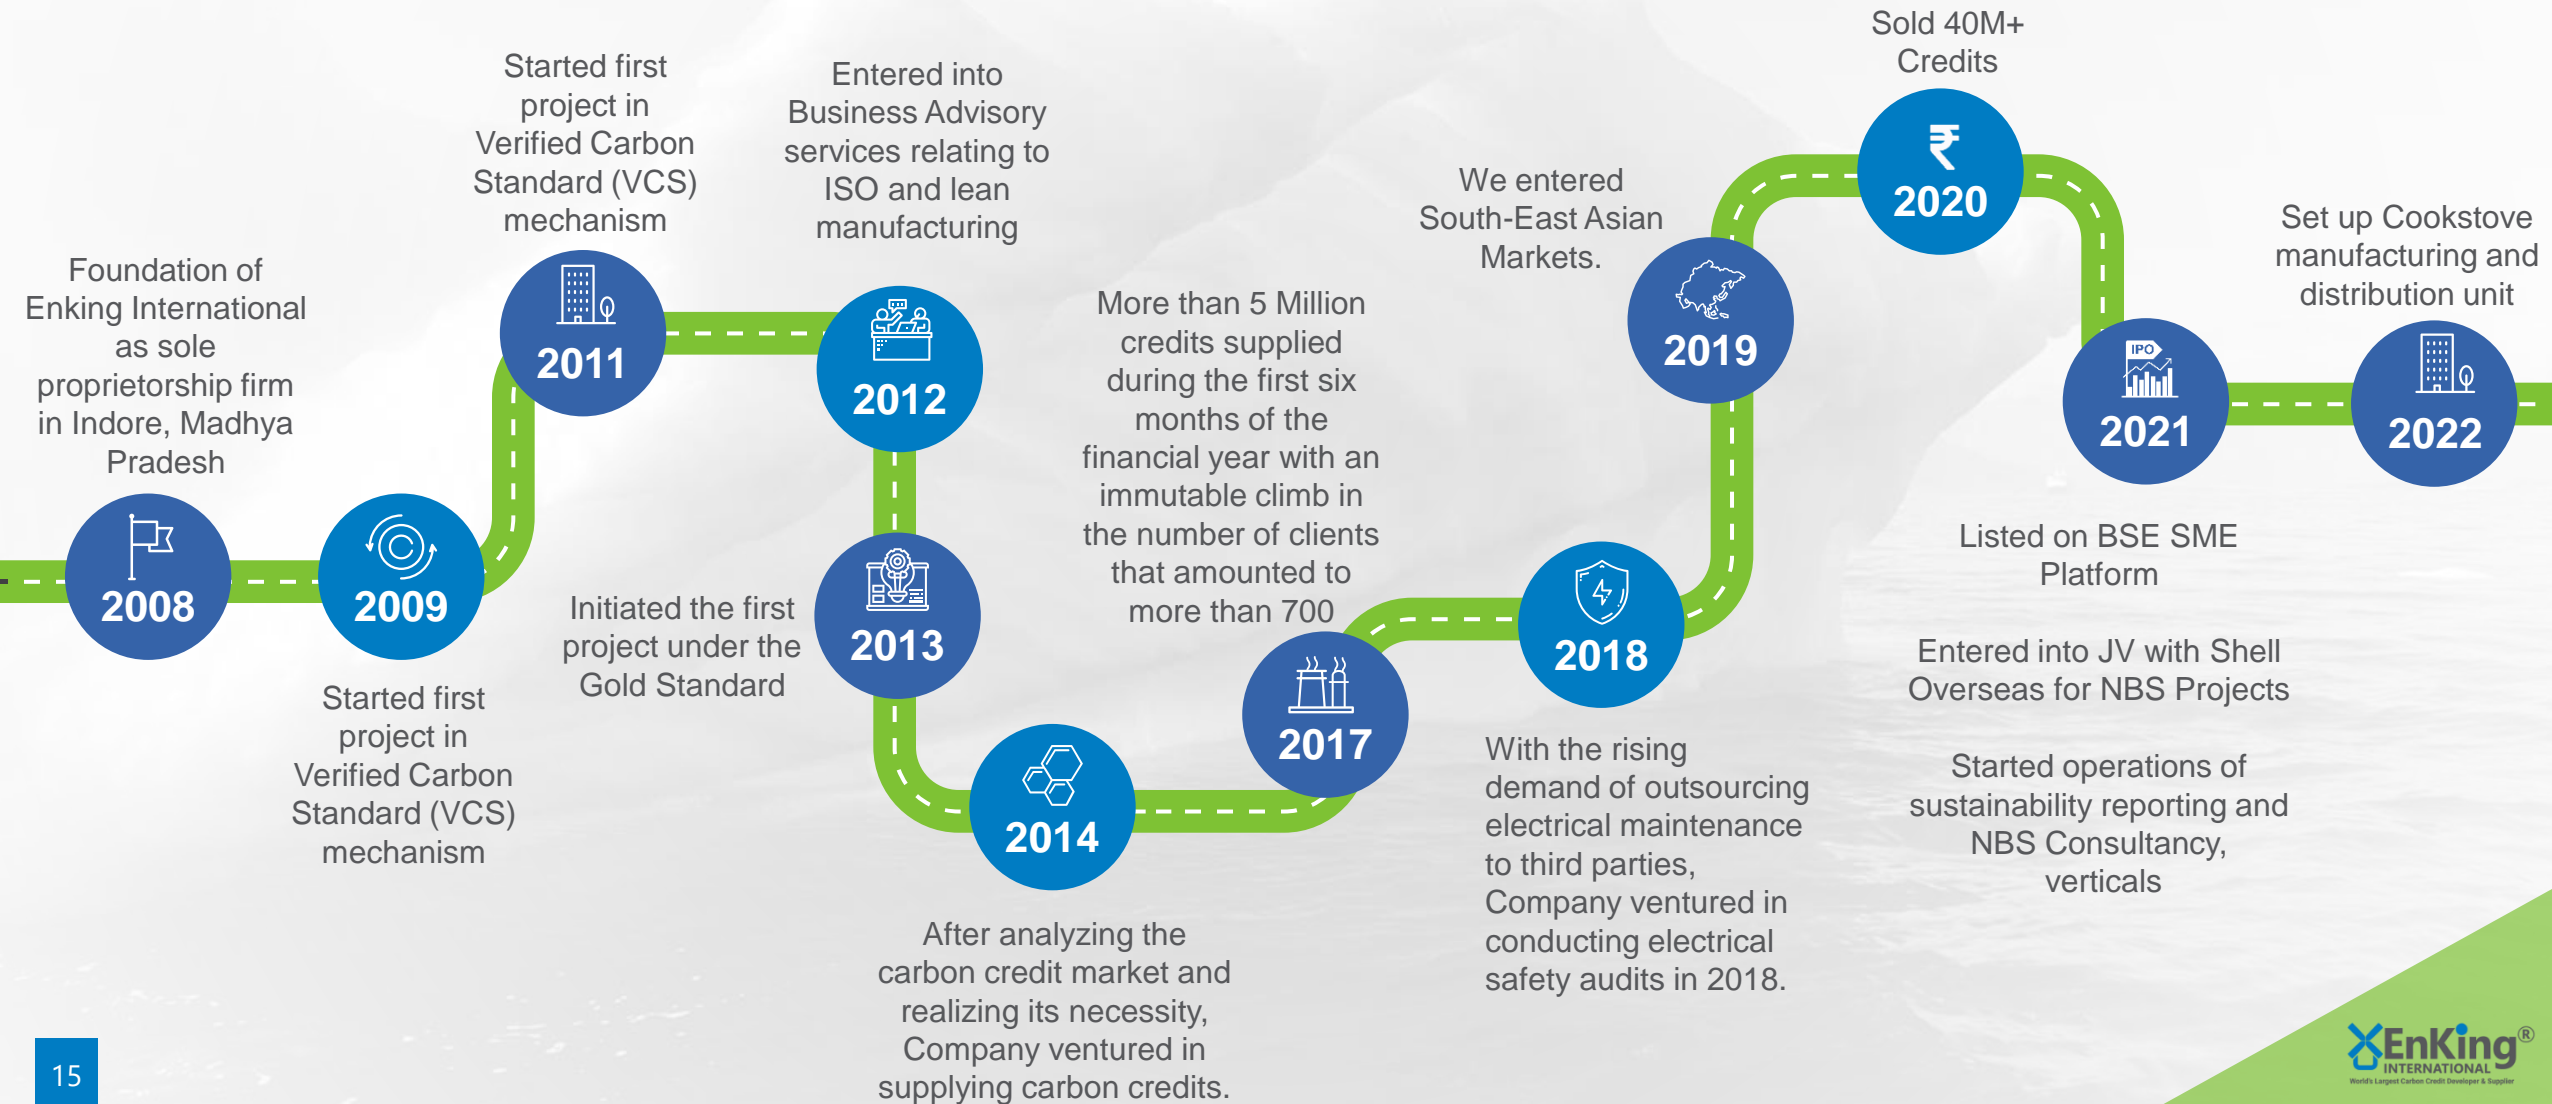 Foundation of
Enking International
as sole
proprietorship firm
in Indore, Madhya
Pradesh
2008
2009
Started first
project in
Verified Carbon
Standard (VCS)
mechanism
Started first
project in
Verified Carbon
Standard (VCS)
mechanism
2011
Entered into
Business Advisory
services relating to
ISO and lean
manufacturing
2012
Initiated the first
project under the
Gold Standard
2013
2014
After analyzing the
carbon credit market and
realizing its necessity,
Company ventured in
supplying carbon credits.
More than 5 Million
credits supplied
during the first six
months of the
financial year with an
immutable climb in
the number of clients
that amounted to
more than 700
2017
2018
With the rising
demand of outsourcing
electrical maintenance
to third parties,
Company ventured in
conducting electrical
safety audits in 2018.
We entered
South-East Asian
Markets.
2019
Sold 40M+
Credits
₹
2020
IPO
2021
Listed on BSE SME
Platform
Entered into JV with Shell
Overseas for NBS Projects
Started operations of
sustainability reporting and
NBS Consultancy,
verticals
Set up Cookstove
manufacturing and
distribution unit
2022
15
EnKing®
INTERNATIONAL
World's Largest Carbon Credit Developer & Supplier